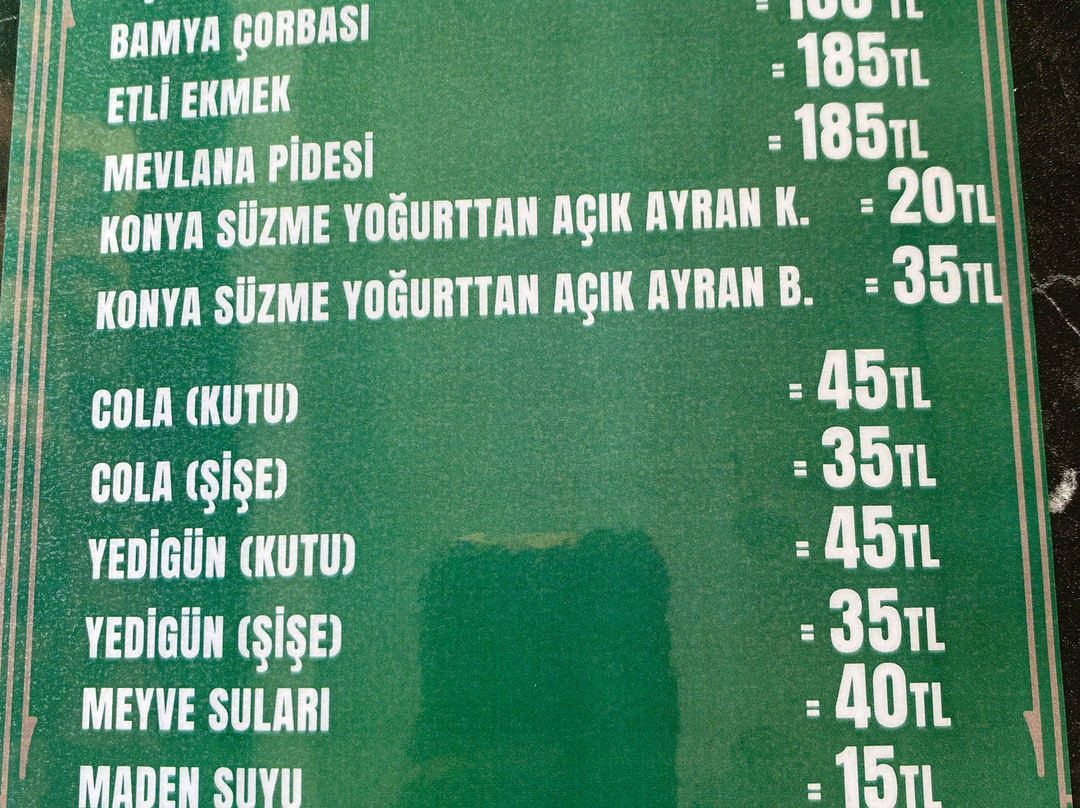 BAMYA ÇORBASI = TL
ETLİ EKMEK = 185TL
MEVLANA PİDESİ = 185TL
KONYA SÜZME YOĞURTTAN AÇIK AYRAN K. = 20TL
KONYA SÜZME YOĞURTTAN AÇIK AYRAN B. = 35TL
COLA (KUTU) = 45TL
COLA (ŞİŞE) = 35TL
YEDİGÜN (KUTU) = 45TL
YEDİGÜN (ŞİŞE) = 35TL
MEYVE SULARI = 40TL
MADEN SUYU = 15TL